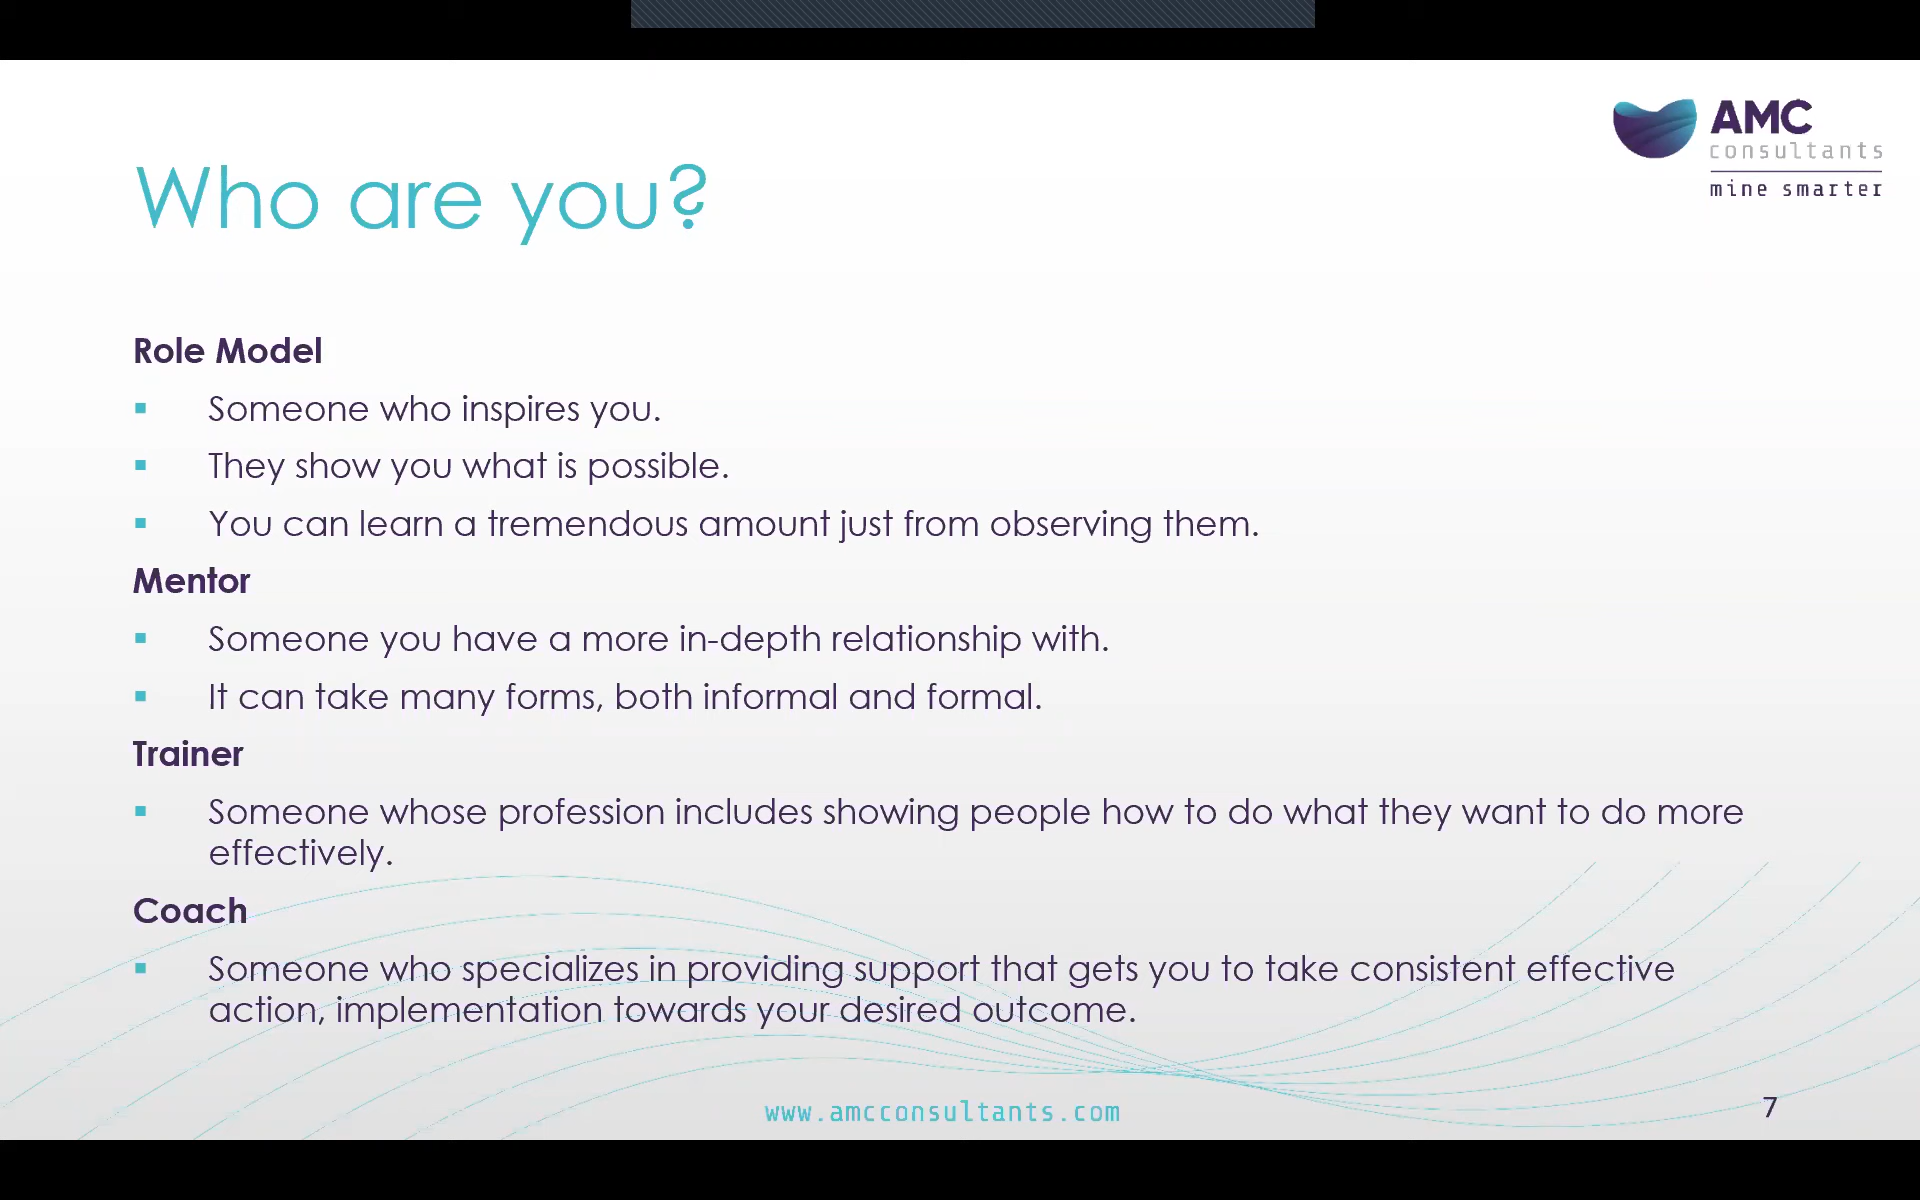 AMC
consultants
mine smarter
Who are you?
Role Model
▪ Someone who inspires you.
▪ They show you what is possible.
▪ You can learn a tremendous amount just from observing them.
Mentor
▪ Someone you have a more in-depth relationship with.
▪ It can take many forms, both informal and formal.
Trainer
▪ Someone whose profession includes showing people how to do what they want to do more
effectively.
Coach
▪ Someone who specializes in providing support that gets you to take consistent effective
action, implementation towards your desired outcome.
www.amcconsultants.com
7